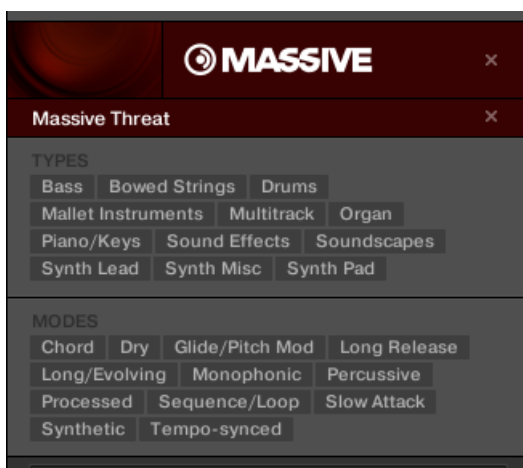 MASSIVE ×
Massive Threat ×
TYPES
Bass Bowed Strings Drums
Mallet Instruments Multitrack Organ
Piano/Keys Sound Effects Soundscapes
Synth Lead Synth Misc Synth Pad
MODES
Chord Dry Glide/Pitch Mod Long Release
Long/Evolving Monophonic Percussive
Processed Sequence/Loop Slow Attack
Synthetic Tempo-synced